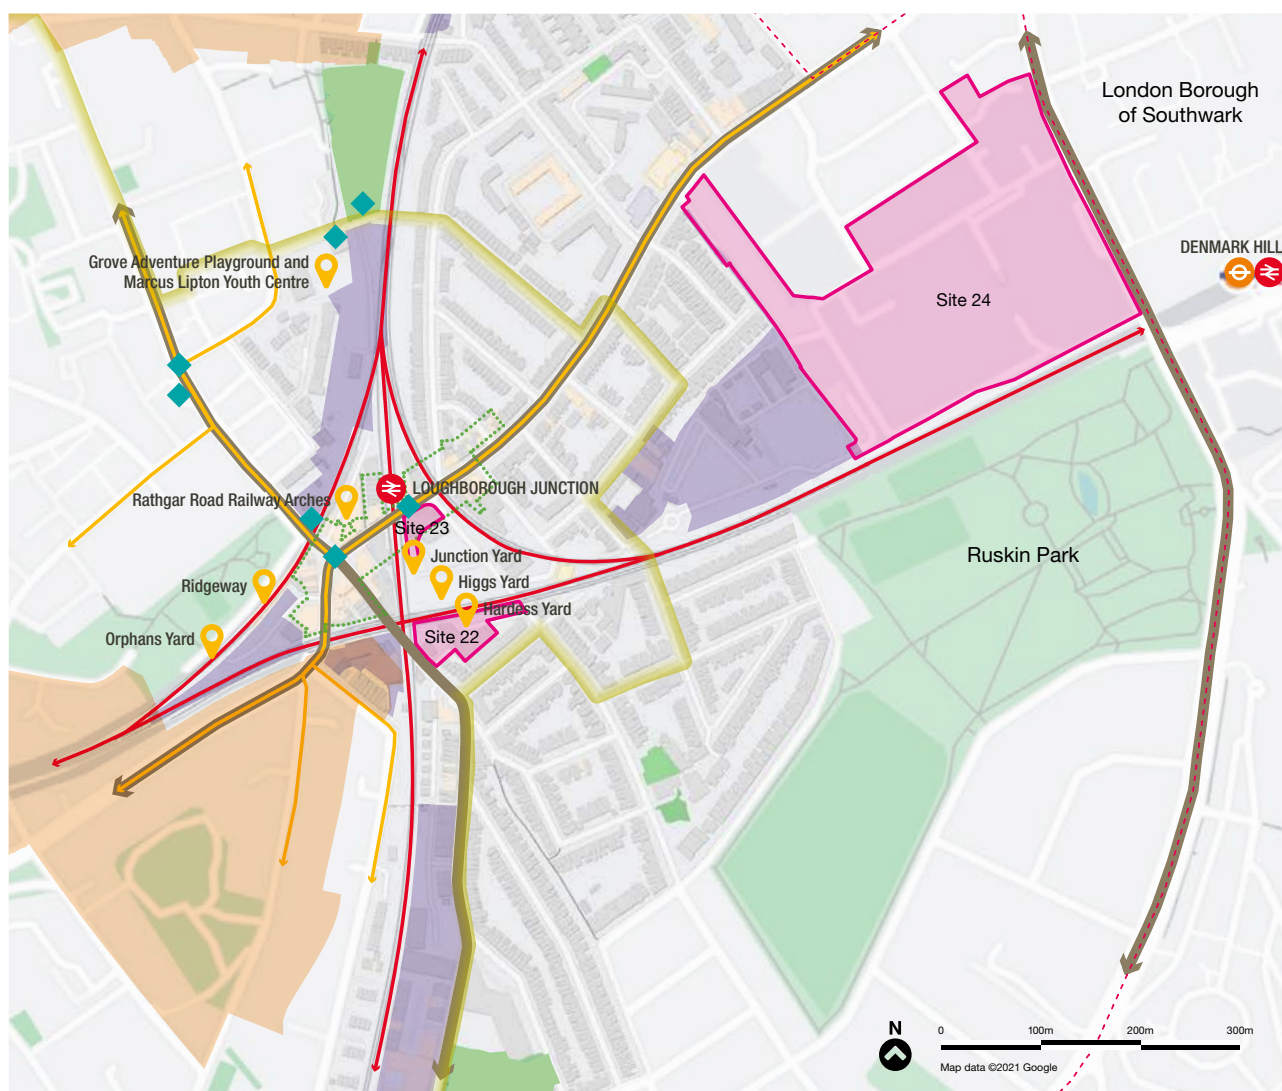 London Borough
of Southwark
DENMARK HILL
Grove Adventure Playground and
Marcus Lipton Youth Centre
Site 24
LOUGHBOROUGH JUNCTION
Rathgar Road Railway Arches
Site 23
Junction Yard
Ruskin Park
Higgs Yard
Ridgeway
Hardess Yard
Orphans Yard
Site 22
N
0 100m 200m 300m
Map data ©2021 Google